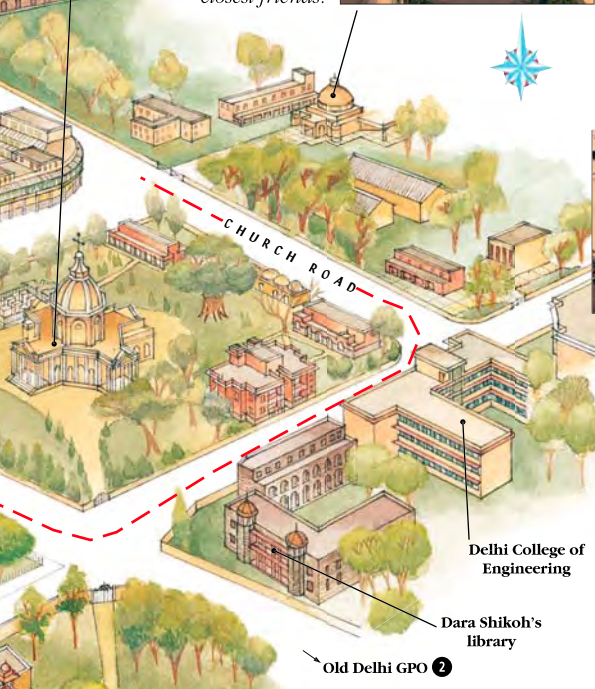 closest friends.
CHURCH ROAD
Delhi College of
Engineering
Dara Shikoh's
library
Old Delhi GPO 2